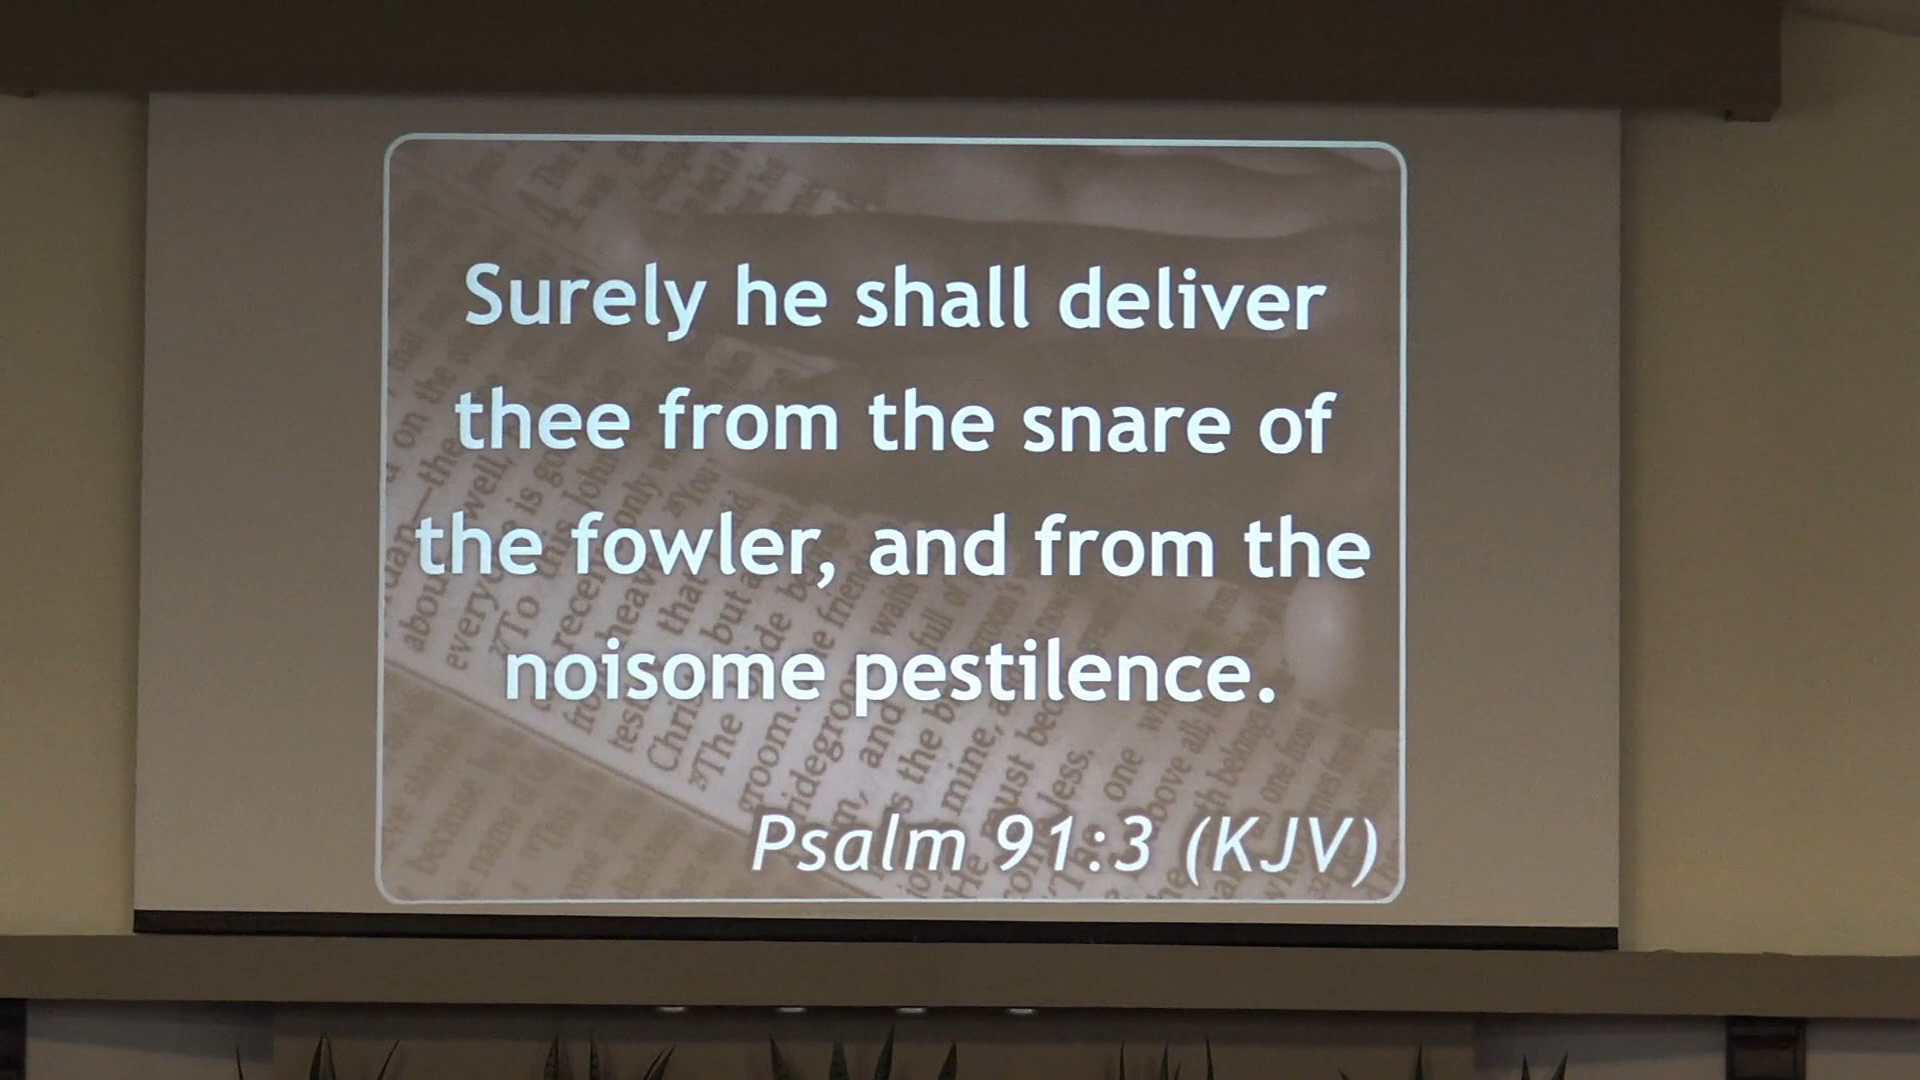 Surely he shall deliver
thee from the snare of
the fowler, and from the
noisome pestilence.
Psalm 91:3 (KJV)